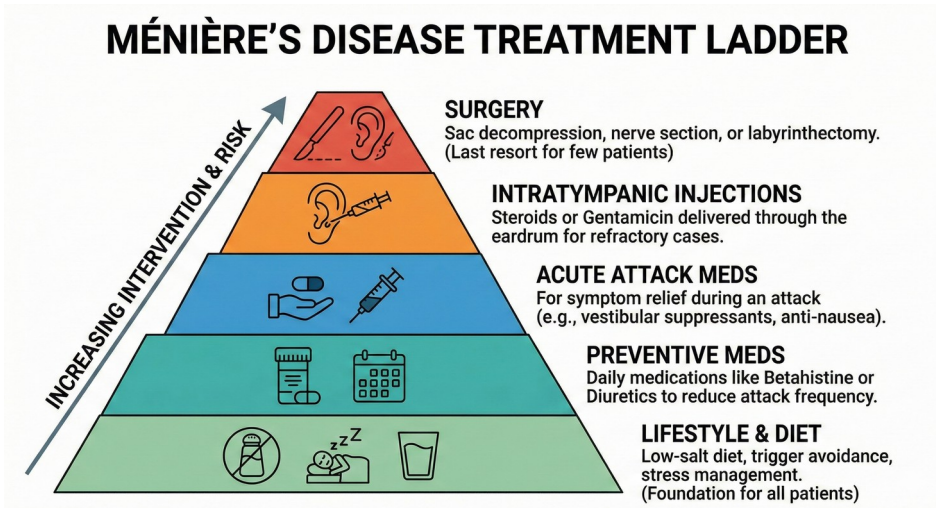 MÉNIÈRE’S DISEASE TREATMENT LADDER
INCREASING INTERVENTION & RISK
SURGERY
Sac decompression, nerve section, or labyrinthectomy.
(Last resort for few patients)
INTRATYMPANIC INJECTIONS
Steroids or Gentamicin delivered through the
eardrum for refractory cases.
ACUTE ATTACK MEDS
For symptom relief during an attack
(e.g., vestibular suppressants, anti-nausea).
PREVENTIVE MEDS
Daily medications like Betahistine or
Diuretics to reduce attack frequency.
zzZZ
LIFESTYLE & DIET
Low-salt diet, trigger avoidance,
stress management.
(Foundation for all patients)